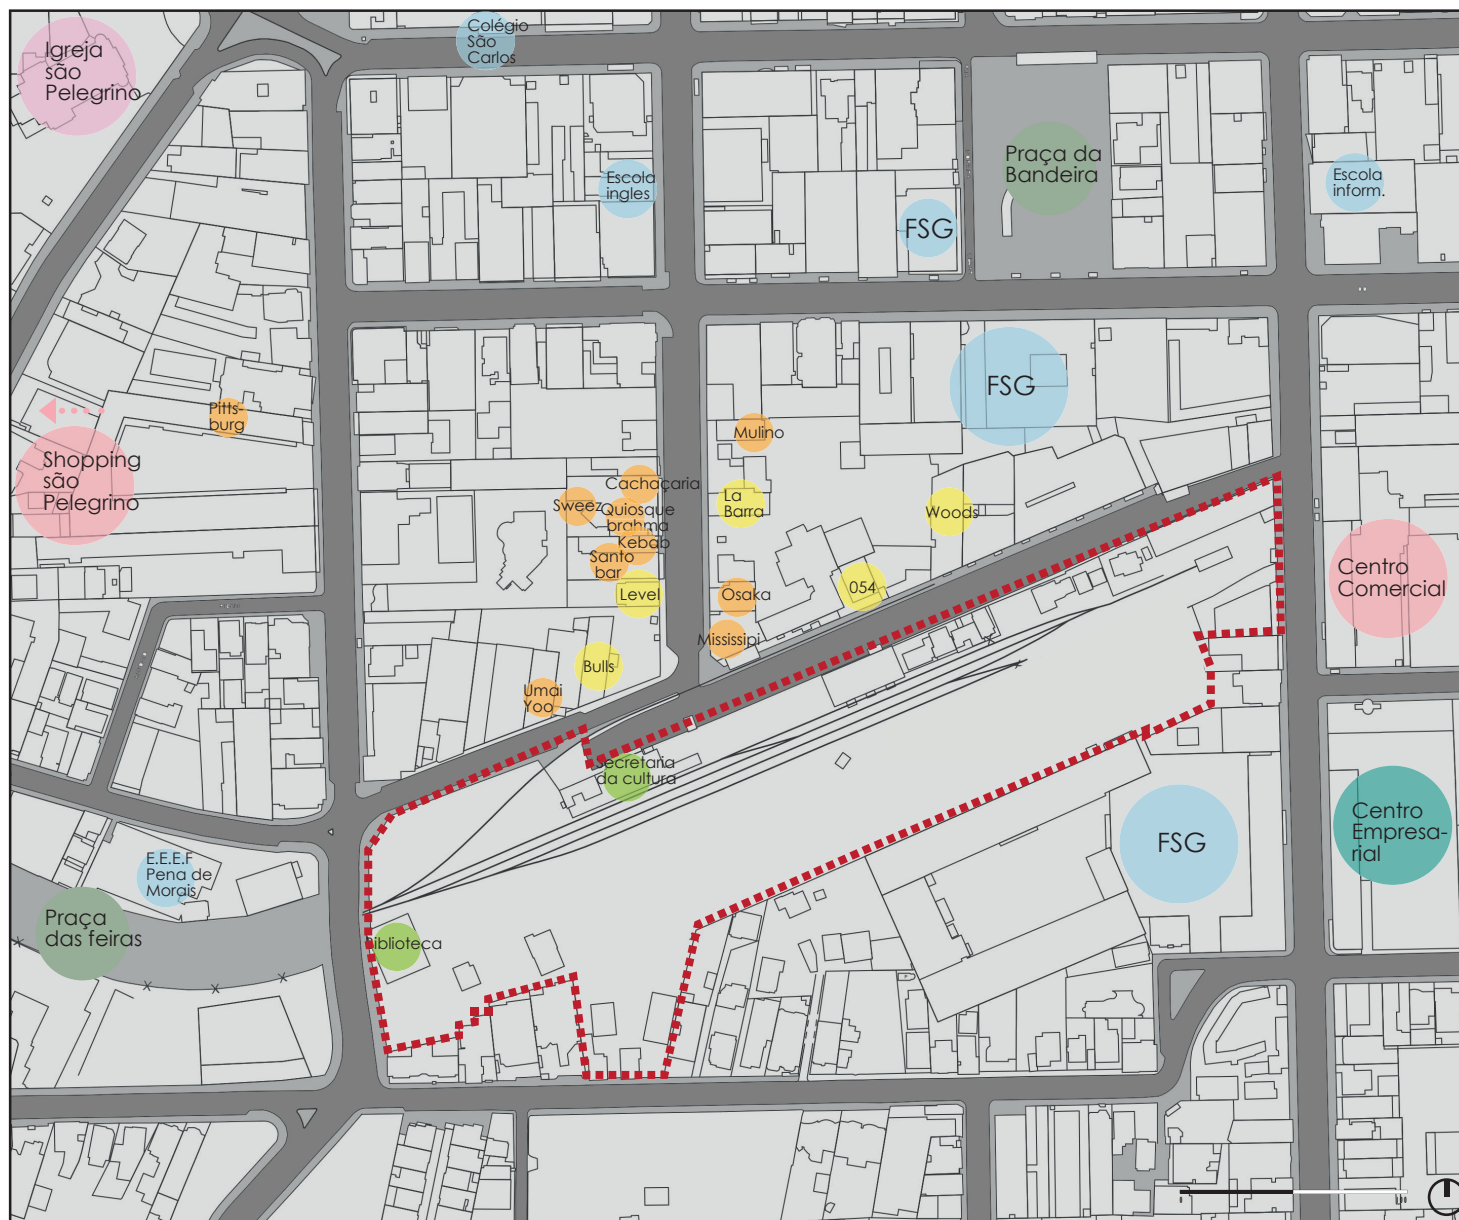 Colégio
São
Carlos
Igreja
são
Pelegrino
Praça da
Bandeira
Escola
ingles
Escola
inform.
FSG
FSG
Pitts-
burg
Mulino
Shopping
são
Pelegrino
Cachaçaria
Sweez
Quiosque
brahma
Kebab
Santo
bar
Level
La
Barra
Woods
054
Osaka
Mississipi
Centro
Comercial
Bulls
Umai
Yoo
Secretaria
da cultura
FSG
Centro
Empresa-
rial
E.E.E.F
Pena de
Morais
Praça
das feiras
Biblioteca